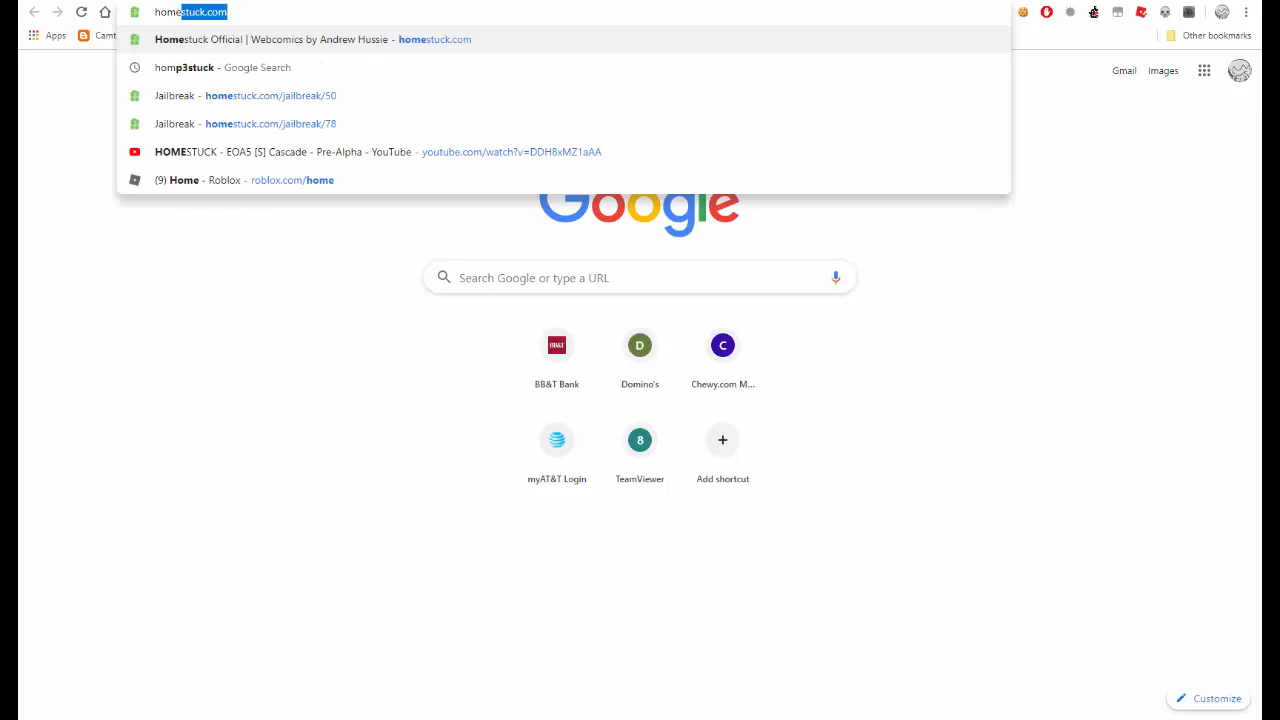 homestuck.com
Apps
Camt
Other bookmarks
Homestuck Official | Webcomics by Andrew Hussie - homestuck.com
homp3stuck - Google Search
Jailbreak - homestuck.com/jailbreak/50
Jailbreak - homestuck.com/jailbreak/78
HOMESTUCK - EOA5 [S] Cascade - Pre-Alpha - YouTube - youtube.com/watch?v=DDH8xMZ1aAA
(9) Home - Roblox - roblox.com/home
Gmail
Images
Google
Search Google or type a URL
BB&T
D
C
BB&T Bank
Domino's
Chewy.com M...
8
+
myAT&T Login
TeamViewer
Add shortcut
Customize